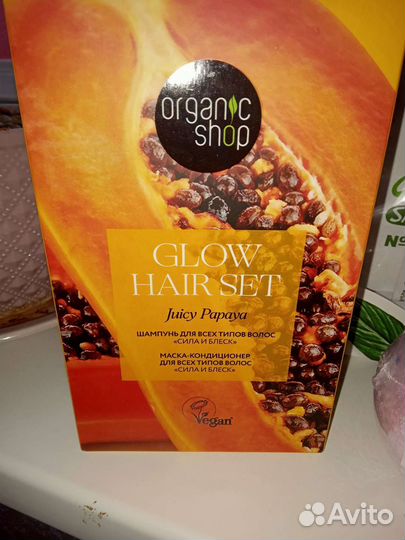 organic
shop
GLOW
HAIR SET
Juicy Papaya
ШАМПУНЬ ДЛЯ ВСЕХ ТИПОВ ВОЛОС
«СИЛА И БЛЕСК»
МАСКА-КОНДИЦИОНЕР
ДЛЯ ВСЕХ ТИПОВ ВОЛОС
«СИЛА И БЛЕСК»
Vegan
Avito